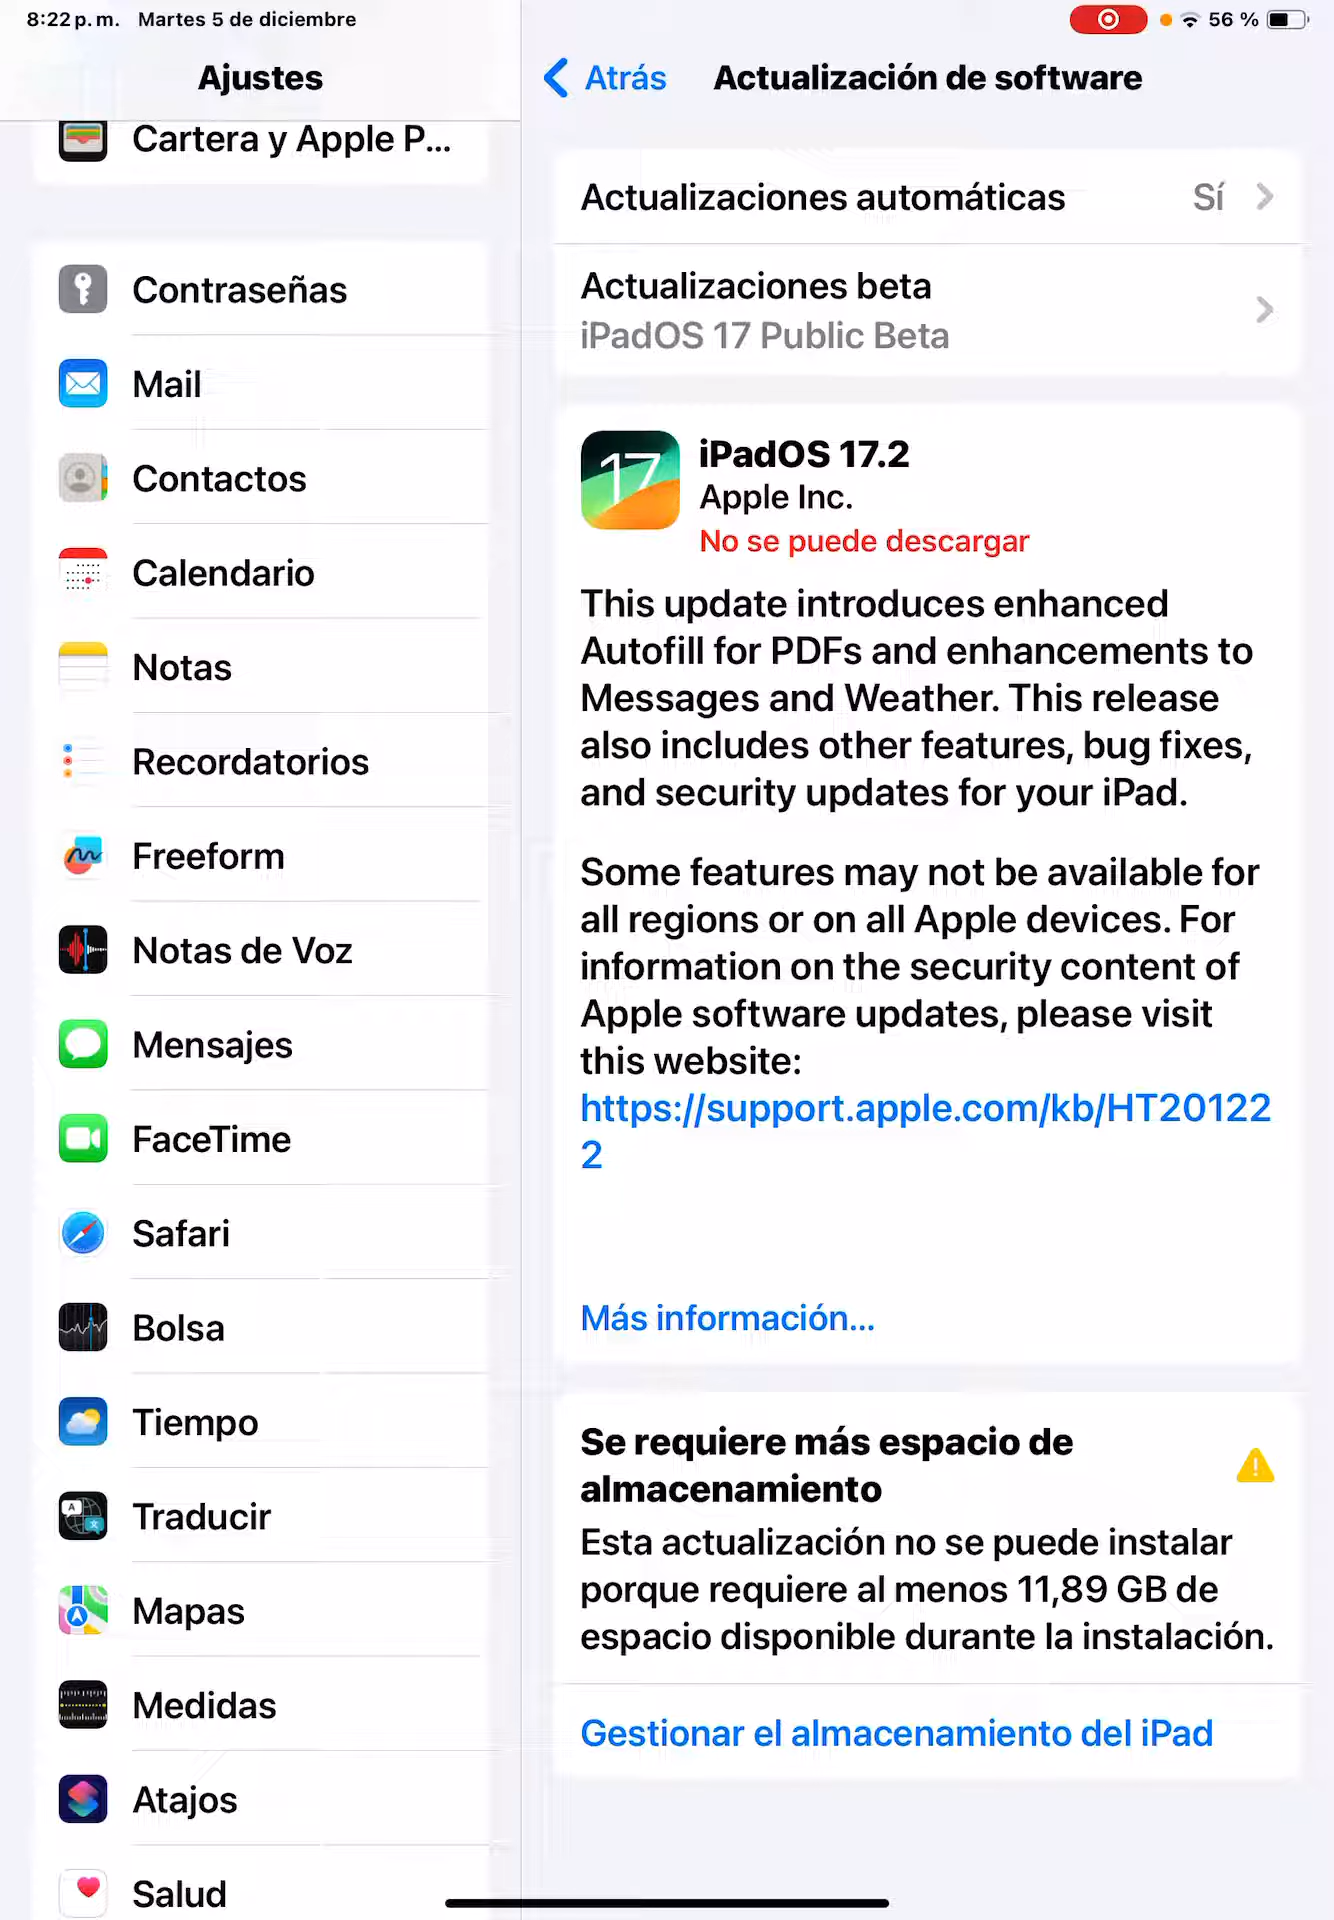 8:22 p. m. Martes 5 de diciembre
56 %
Ajustes
Cartera y Apple P...
Contraseñas
Mail
Contactos
Calendario
Notas
Recordatorios
Freeform
Notas de Voz
Mensajes
FaceTime
Safari
Bolsa
Tiempo
Traducir
Mapas
Medidas
Atajos
Salud
Atrás
Actualización de software
Actualizaciones automáticas Sí
Actualizaciones beta
iPadOS 17 Public Beta
17
iPadOS 17.2
Apple Inc.
No se puede descargar
This update introduces enhanced
Autofill for PDFs and enhancements to
Messages and Weather. This release
also includes other features, bug fixes,
and security updates for your iPad.
Some features may not be available for
all regions or on all Apple devices. For
information on the security content of
Apple software updates, please visit
this website:
https://support.apple.com/kb/HT20122
2
Más información...
Se requiere más espacio de
almacenamiento
Esta actualización no se puede instalar
porque requiere al menos 11,89 GB de
espacio disponible durante la instalación.
Gestionar el almacenamiento del iPad